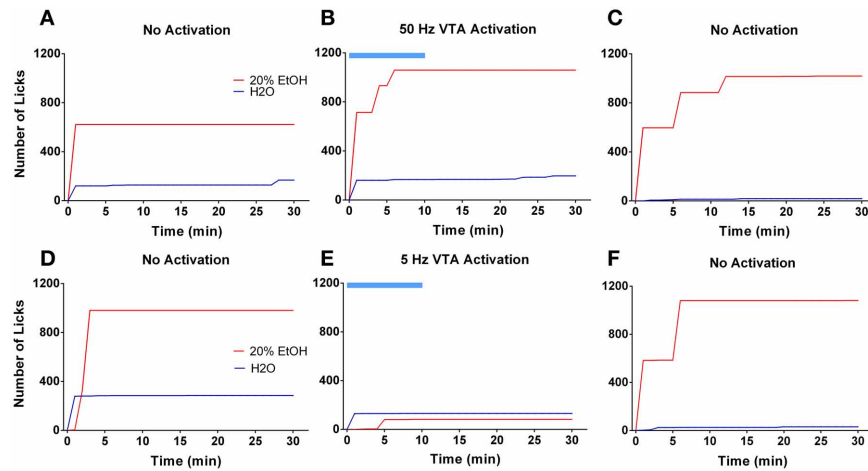 A
No Activation
Number of Licks
1200
800
400
0
20% EtOH
H2O
0 5 10 15 20 25 30
Time (min)
B
50 Hz VTA Activation
1200
800
400
0
0 5 10 15 20 25 30
Time (min)
C
No Activation
1200
800
400
0
0 5 10 15 20 25 30
Time (min)
D
No Activation
Number of Licks
1200
800
400
0
20% EtOH
H2O
0 5 10 15 20 25 30
Time (min)
E
5 Hz VTA Activation
1200
800
400
0
0 5 10 15 20 25 30
Time (min)
F
No Activation
1200
800
400
0
0 5 10 15 20 25 30
Time (min)